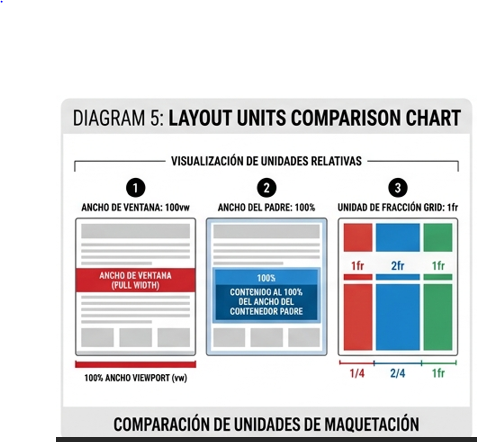 DIAGRAM 5: LAYOUT UNITS COMPARISON CHART
VISUALIZACIÓN DE UNIDADES RELATIVAS
1
ANCHO DE VENTANA: 100vw
ANCHO DE VENTANA
(FULL WIDTH)
100% ANCHO VIEWPORT (vw)
2
ANCHO DEL PADRE: 100%
100%
CONTENIDO AL 100%
DEL ANCHO DEL
CONTENEDOR PADRE
3
UNIDAD DE FRACCIÓN GRID: 1fr
1fr 2fr 1fr
1/4 2/4 1fr
COMPARACIÓN DE UNIDADES DE MAQUETACIÓN